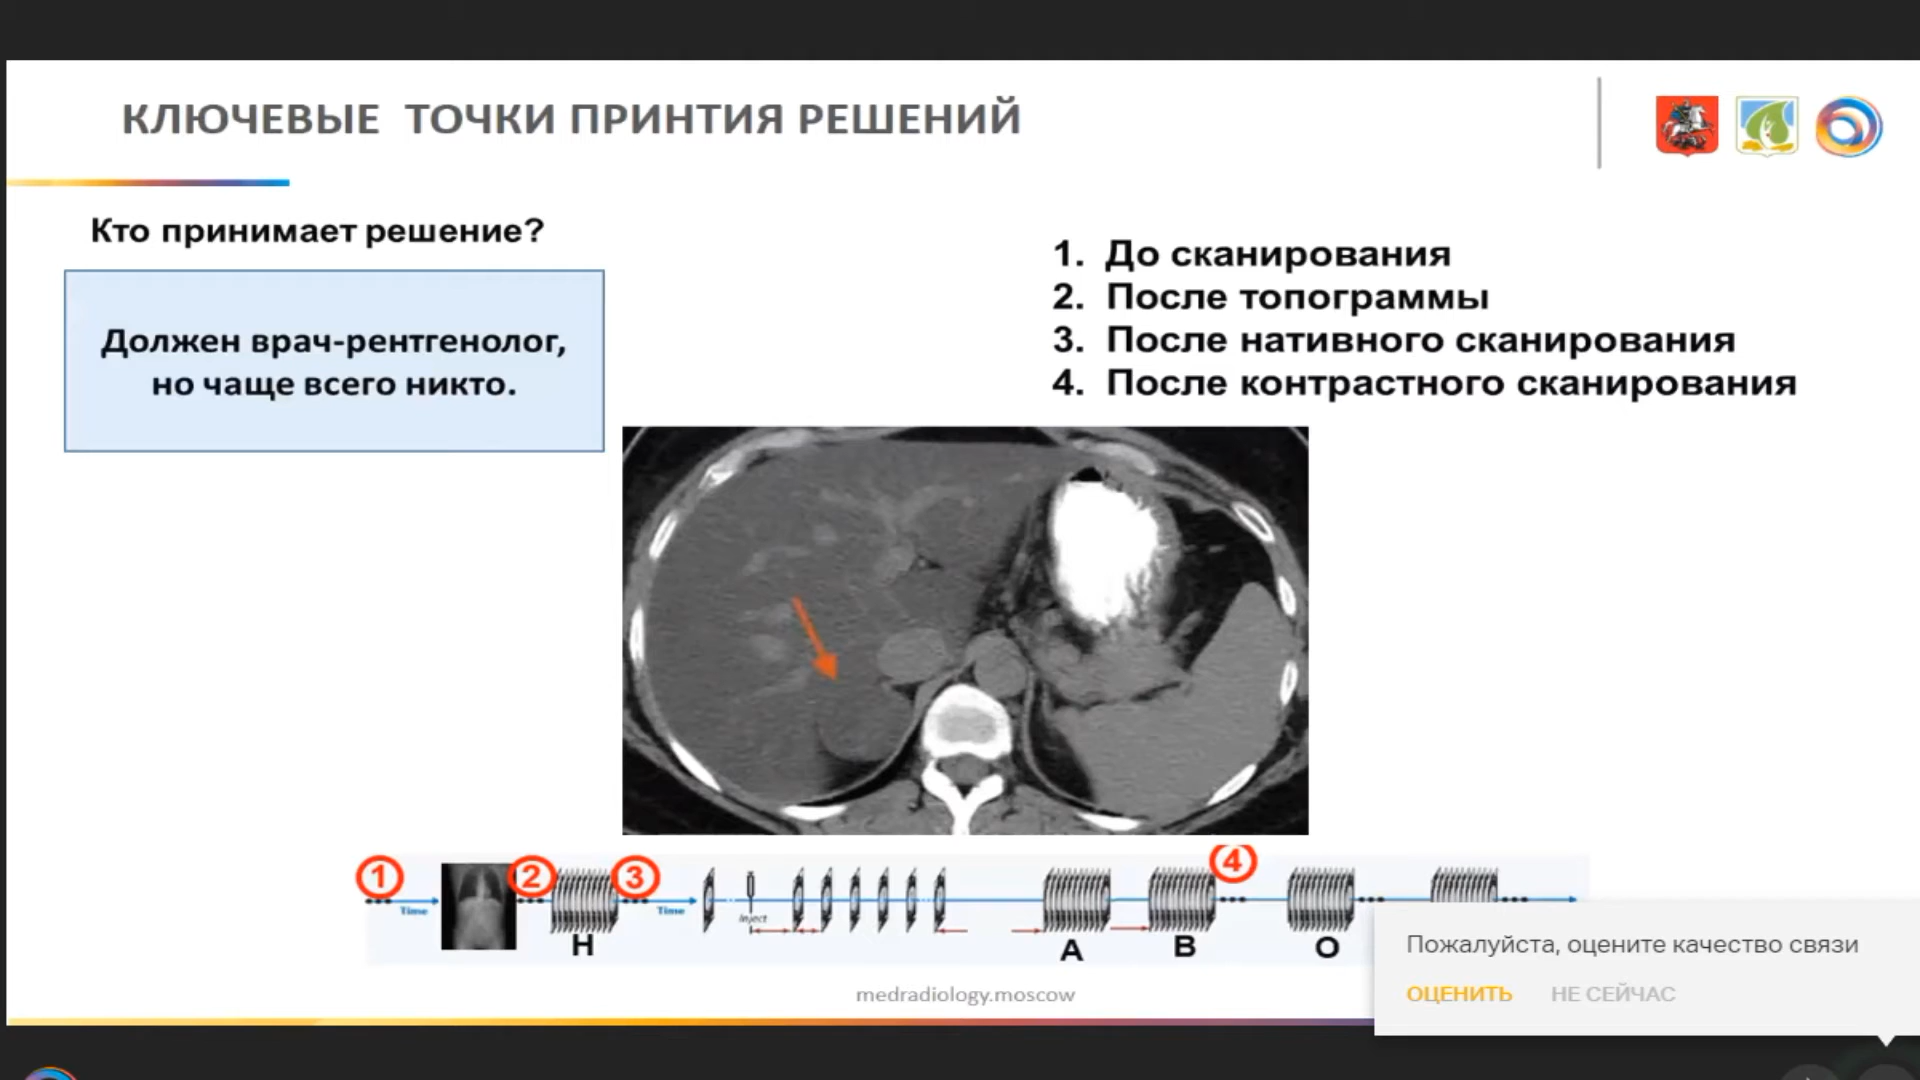 КЛЮЧЕВЫЕ ТОЧКИ ПРИНТИЯ РЕШЕНИЙ
Кто принимает решение?
Должен врач-рентгенолог,
но чаще всего никто.
1. До сканирования
2. После топограммы
3. После нативного сканирования
4. После контрастного сканирования
1
2
3
4
Time
Time
Inject
Н
А
В
О
medradiology.moscow
Пожалуйста, оцените качество связи
ОЦЕНИТЬ НЕ СЕЙЧАС